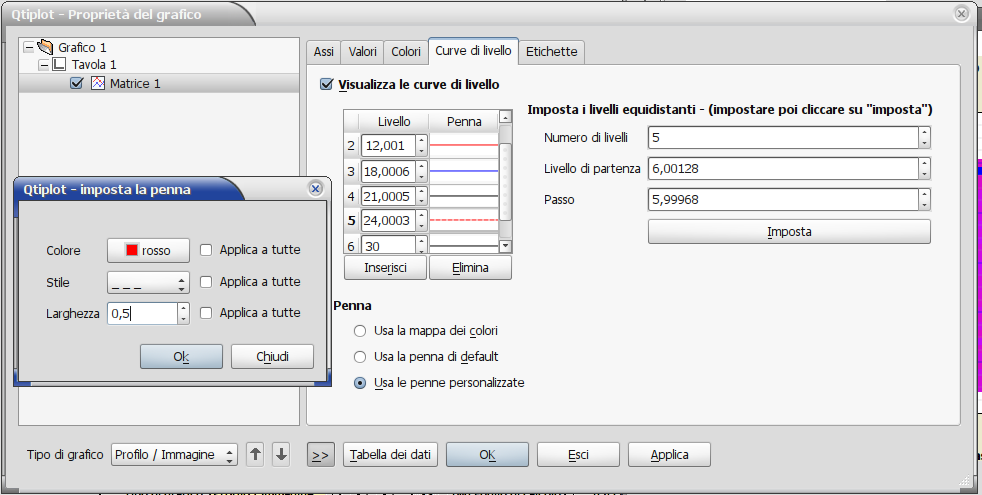 Qtiplot - Proprietà del grafico
Grafico 1
Tavola 1
Matrice 1
Assi Valori Colori Curve di livello Etichette
Visualizza le curve di livello
Livello Penna
2 12,001
3 18,0006
4 21,0005
5 24,0003
6 30
Inserisci Elimina
Imposta i livelli equidistanti - (impostare poi cliccare su "imposta")
Numero di livelli 5
Livello di partenza 6,00128
Passo 5,99968
Imposta
Penna
Usa la mappa dei colori
Usa la penna di default
Usa le penne personalizzate
Qtiplot - imposta la penna
Colore rosso Applica a tutte
Stile Applica a tutte
Larghezza 0,5 Applica a tutte
Ok Chiudi
Tipo di grafico Profilo / Immagine >> Tabella dei dati OK Esci Applica